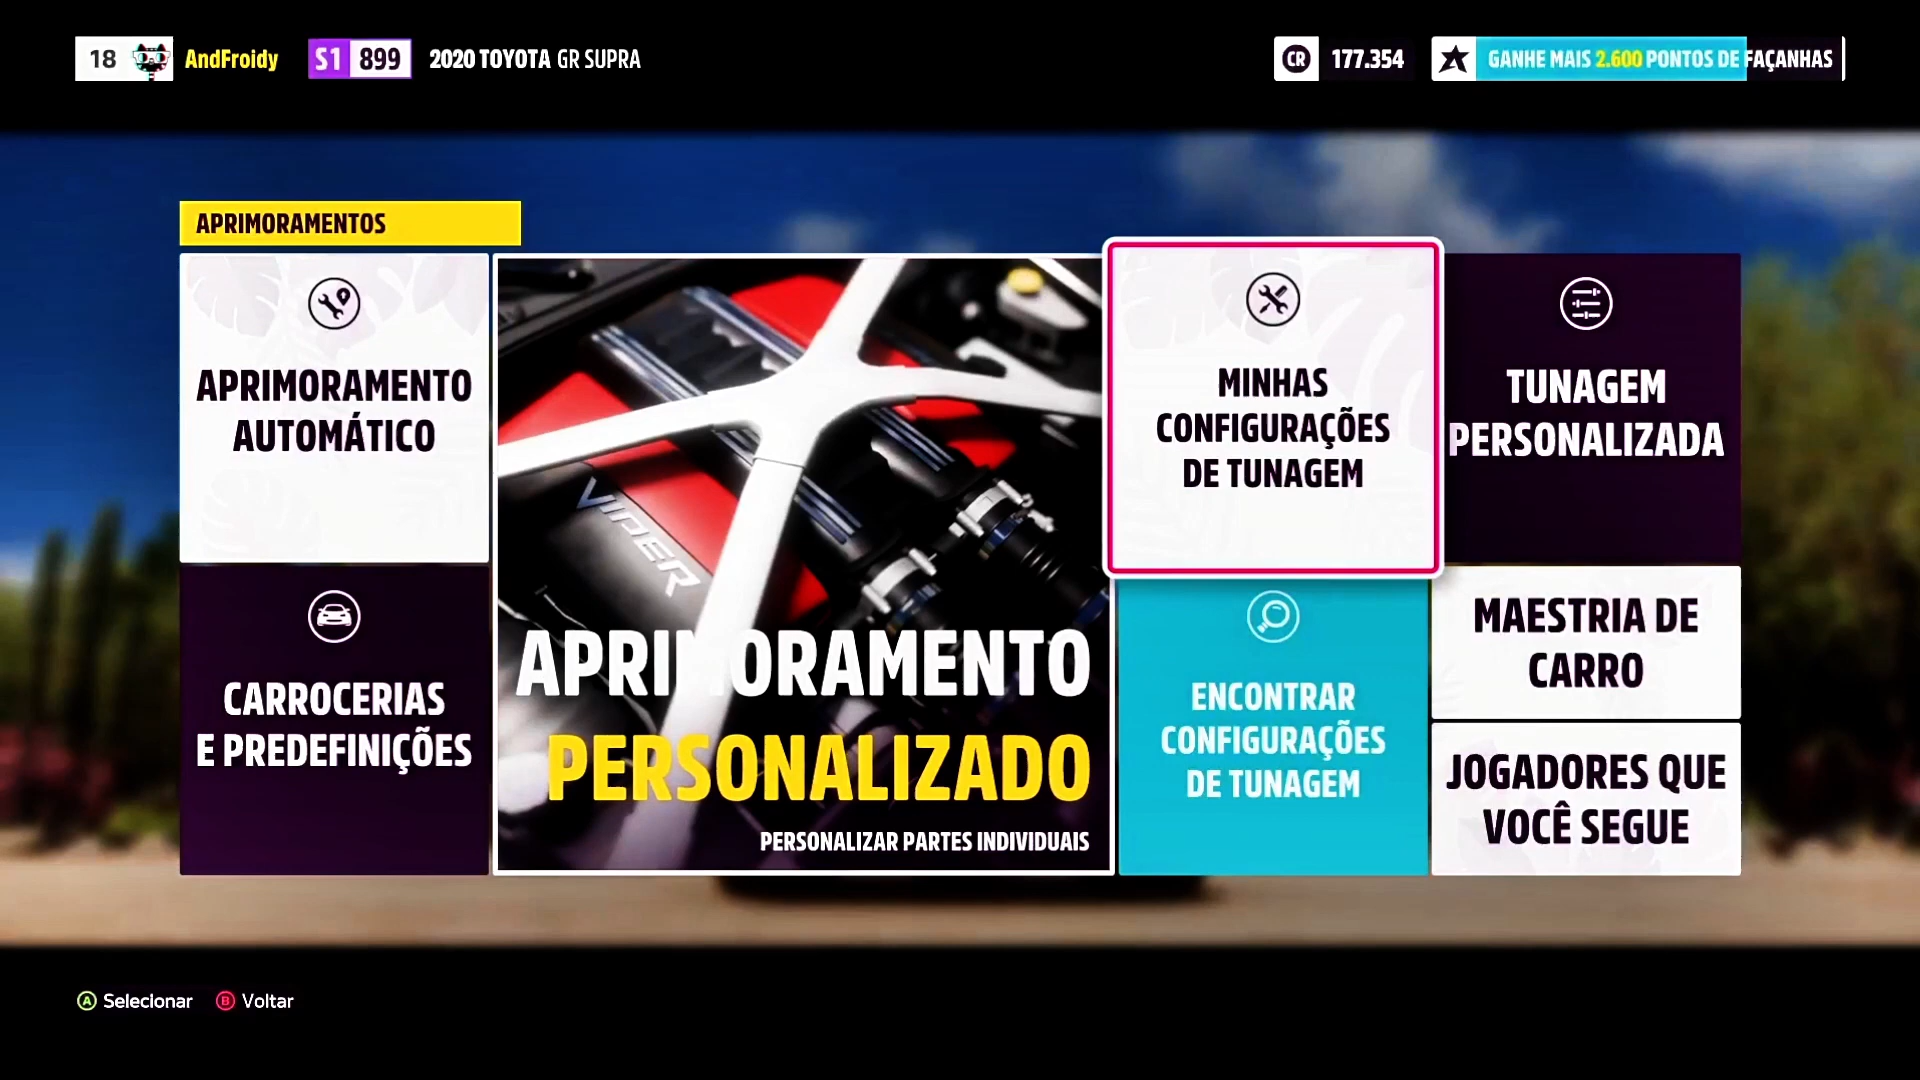 18 AndFroidy S1 899 2020 TOYOTA GR SUPRA CR 177.354 GANHE MAIS 2.600 PONTOS DE FAÇANHAS
APRIMORAMENTOS
APRIMORAMENTO
AUTOMÁTICO
CARROCERIAS
E PREDEFINIÇÕES
VIPER
APRIMORAMENTO
PERSONALIZADO
PERSONALIZAR PARTES INDIVIDUAIS
MINHAS
CONFIGURAÇÕES
DE TUNAGEM
ENCONTRAR
CONFIGURAÇÕES
DE TUNAGEM
TUNAGEM
PERSONALIZADA
MAESTRIA DE
CARRO
JOGADORES QUE
VOCÊ SEGUE
A Selecionar B Voltar